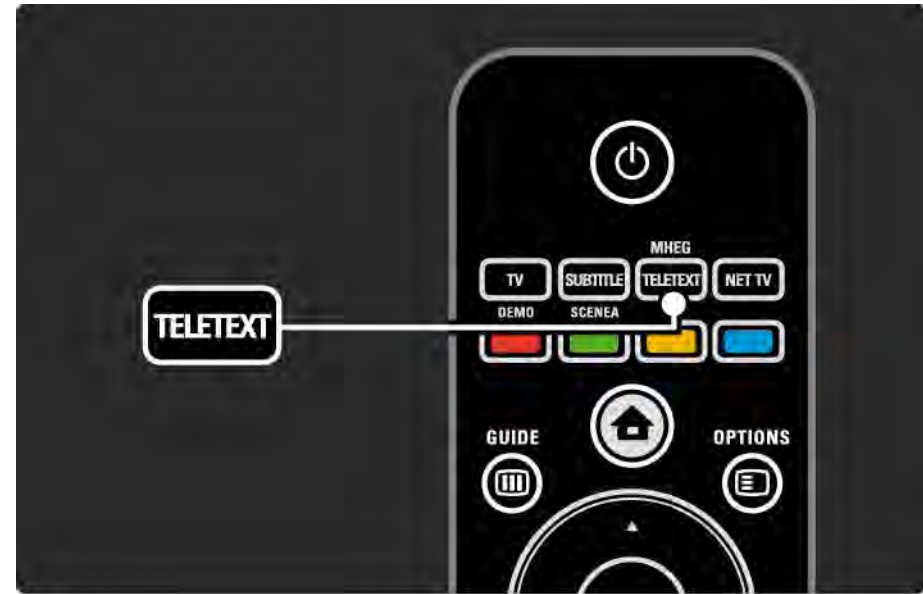 MHEG
TV SUBTITLE TELETEXT NET TV
DEMO SCENEA
TELETEXT
GUIDE OPTIONS